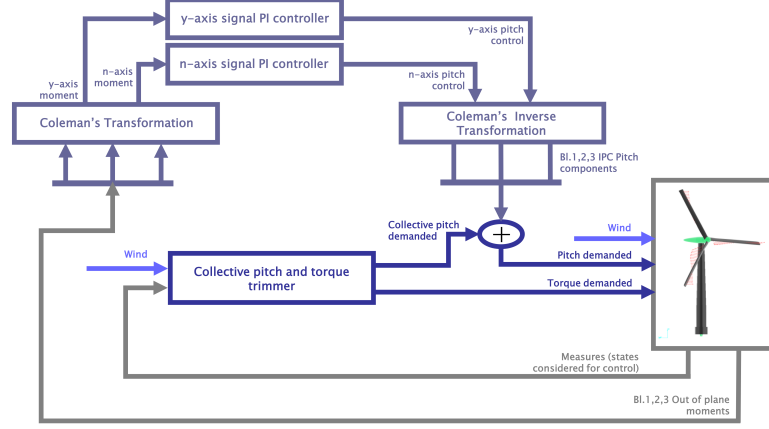 y-axis signal PI controller
y-axis pitch
control
n-axis signal PI controller
n-axis
moment
y-axis
moment
n-axis pitch
control
Coleman's Transformation
Coleman's Inverse
Transformation
Bl.1,2,3 IPC Pitch
components
Collective pitch
demanded
+
Wind
Wind
Pitch demanded
Collective pitch and torque
trimmer
Torque demanded
Measures (states
considered for control)
Bl.1,2,3 Out of plane
moments